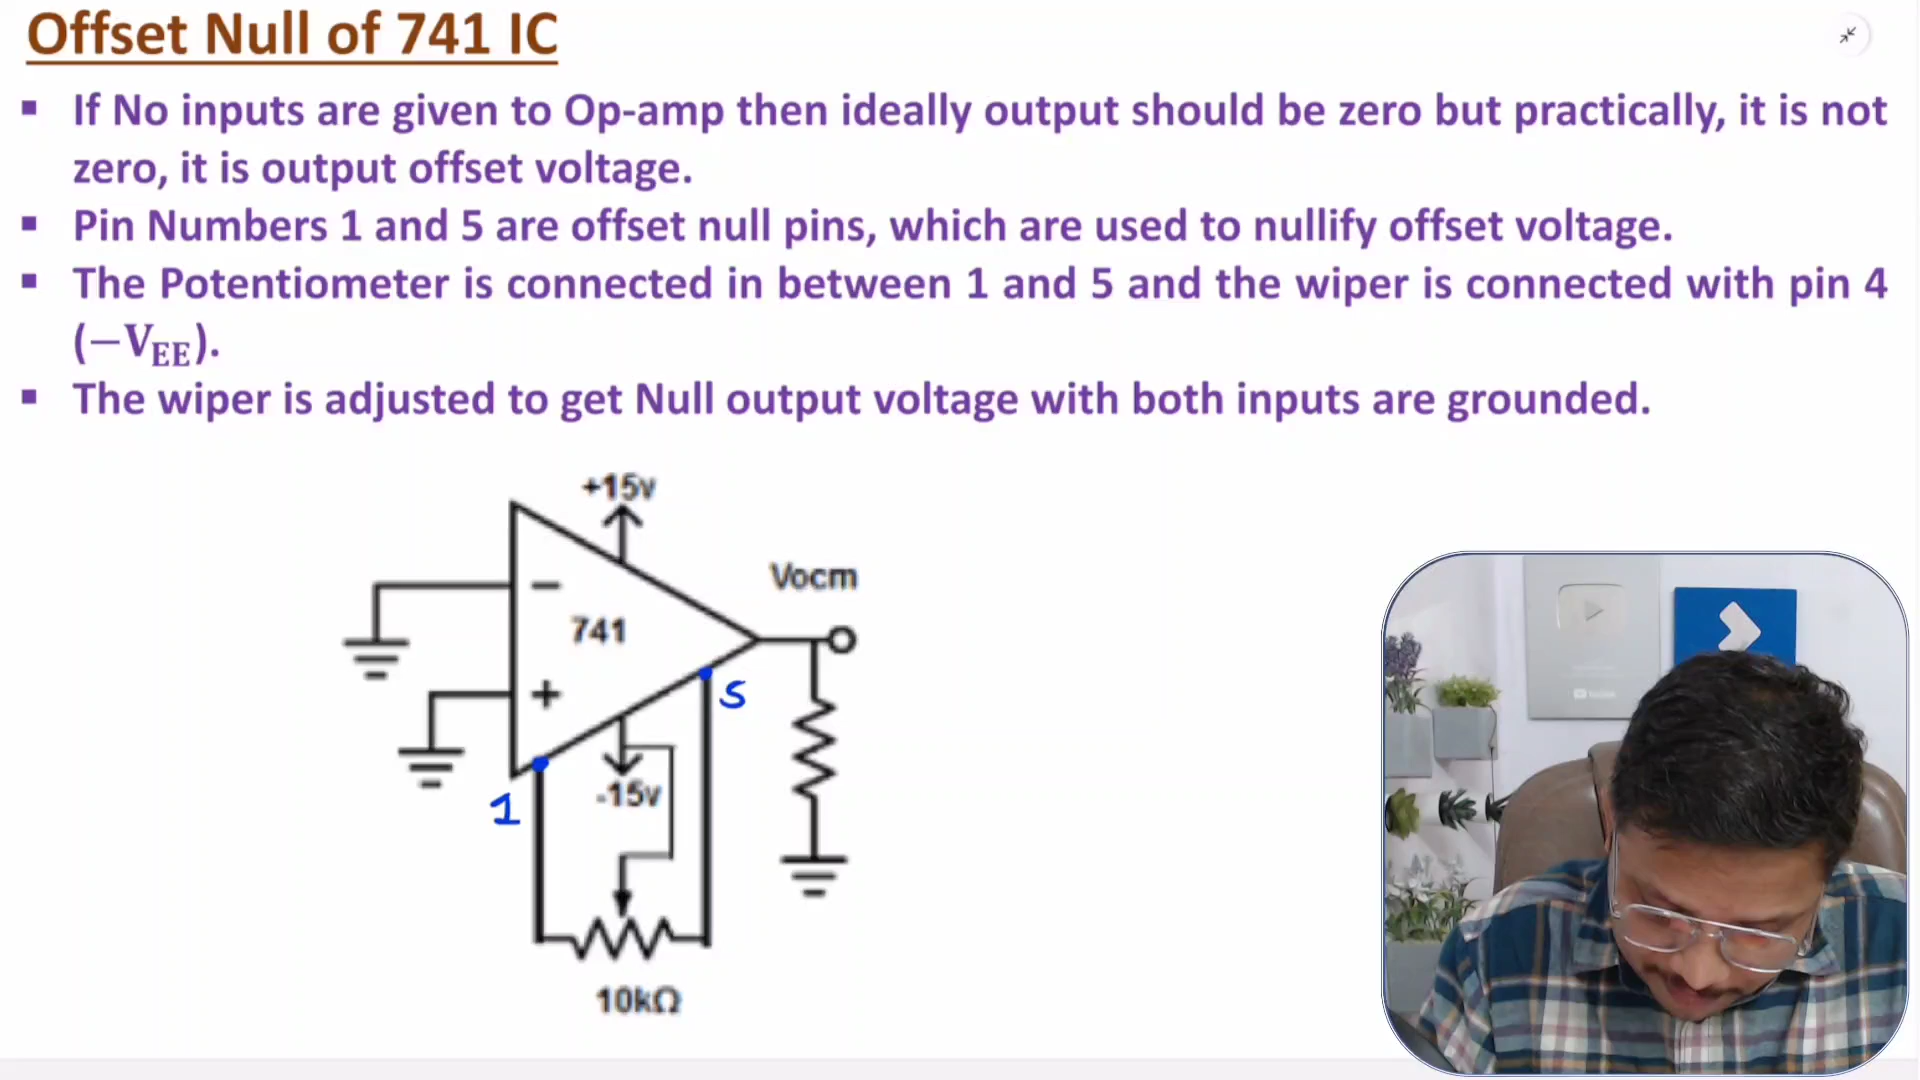 Offset Null of 741 IC
▪ If No inputs are given to Op-amp then ideally output should be zero but practically, it is not
zero, it is output offset voltage.
▪ Pin Numbers 1 and 5 are offset null pins, which are used to nullify offset voltage.
▪ The Potentiometer is connected in between 1 and 5 and the wiper is connected with pin 4
(−V_EE).
▪ The wiper is adjusted to get Null output voltage with both inputs are grounded.
+15v
Vocm
−
741
+
5
-15v
1
10kΩ